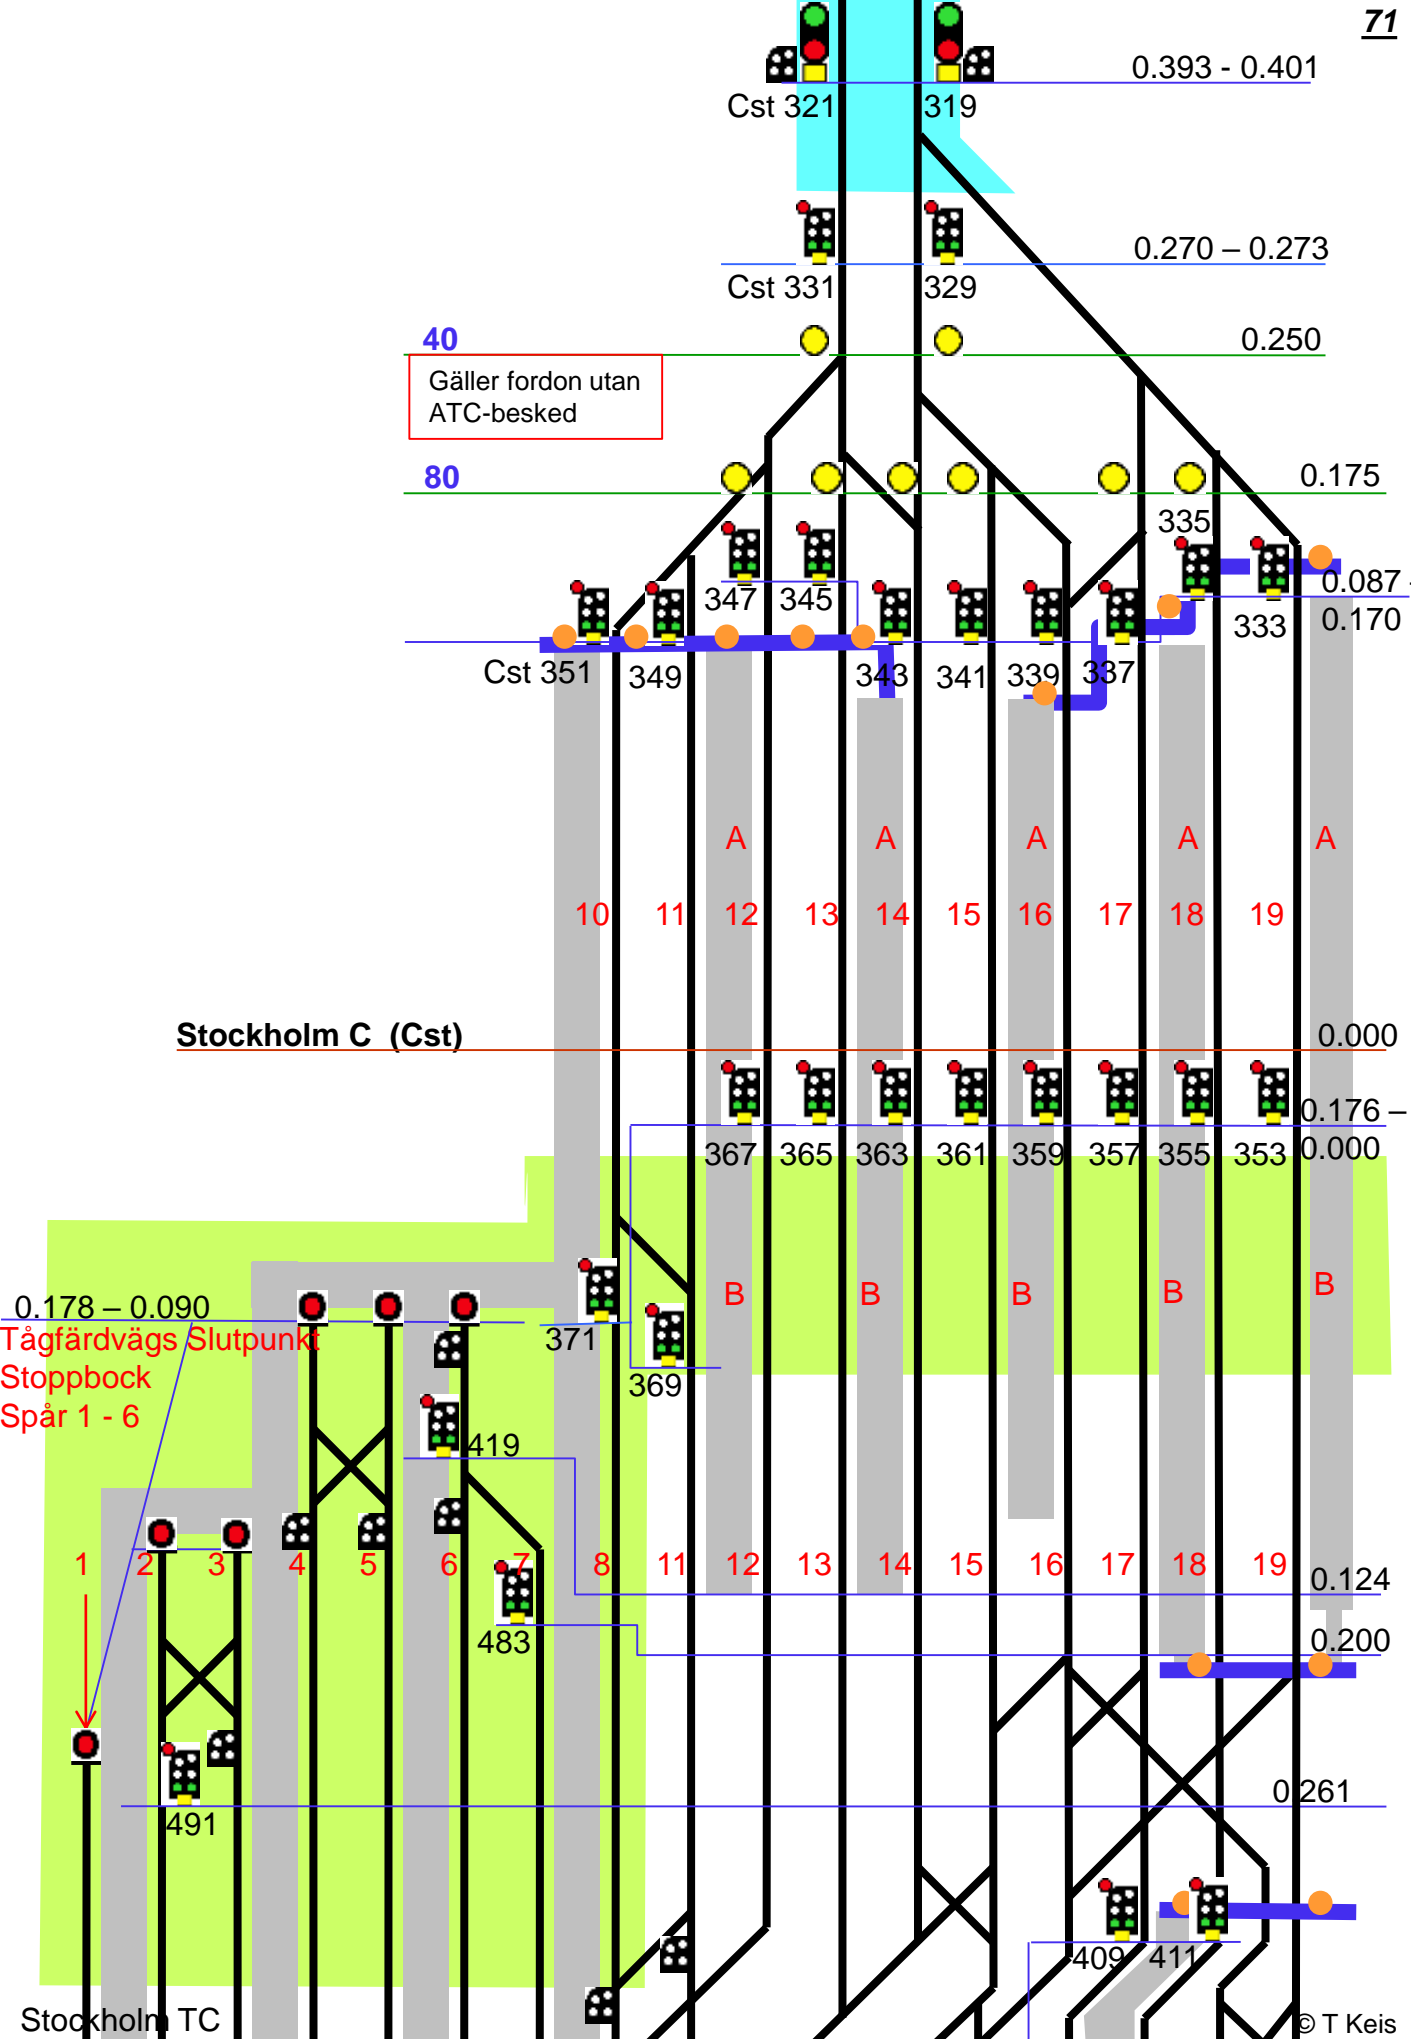 71
0.393 - 0.401
Cst 321
319
0.270 – 0.273
Cst 331
329
40
0.250
Gäller fordon utan
ATC-besked
80
0.175
335
347
345
0.087 -
333
0.170
Cst 351
349
343
341
339
337
A A A A A
10 11 12 13 14 15 16 17 18 19
Stockholm C (Cst)
0.000
0.176 –
367 365 363 361 359 357 355 353
0.000
B B B B B
0.178 – 0.090
Tågfärdvägs Slutpunkt
371
Stoppbock
369
Spår 1 - 6
419
1 2 3 4 5 6 7 8 11 12 13 14 15 16 17 18 19
0.124
483
0.200
0.261
491
409
411
Stockholm TC
© T Keis